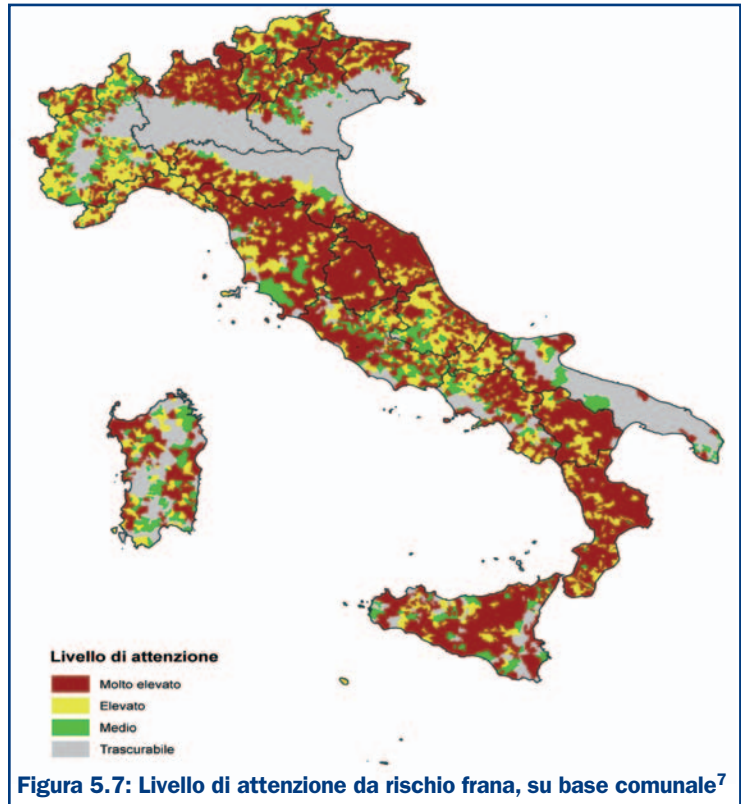 Livello di attenzione
Molto elevato
Elevato
Medio
Trascurabile
Figura 5.7: Livello di attenzione da rischio frana, su base comunale⁷